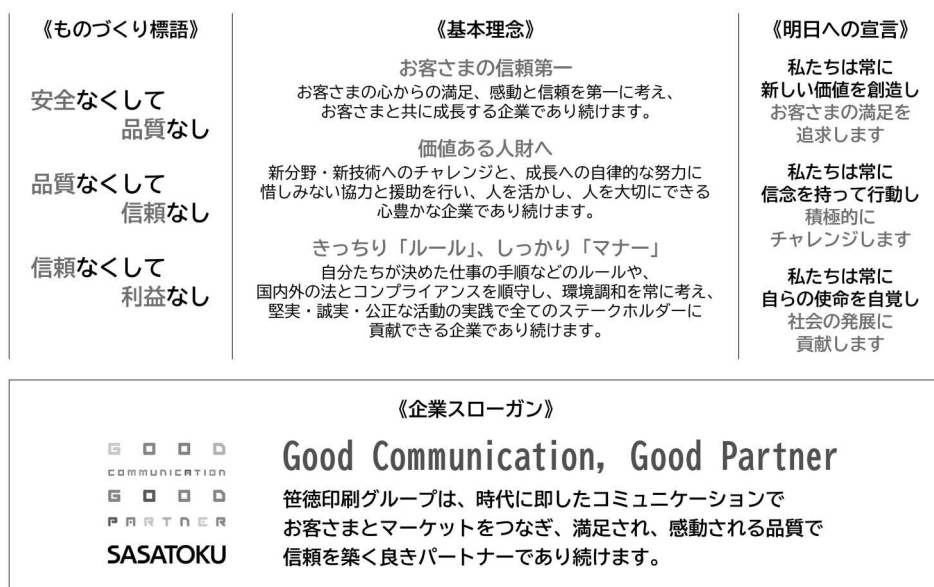 《ものづくり標語》
安全なくして
品質なし
品質なくして
信頼なし
信頼なくして
利益なし
《基本理念》
お客さまの信頼第一
お客さまの心からの満足、感動と信頼を第一に考え、
お客さまと共に成長する企業であり続けます。
価値ある人財へ
新分野・新技術へのチャレンジと、成長への自律的な努力に
惜しみない協力と援助を行い、人を活かし、人を大切にできる
心豊かな企業であり続けます。
きっちり「ルール」、しっかり「マナー」
自分たちが決めた仕事の手順などのルールや、
国内外の法とコンプライアンスを順守し、環境調和を常に考え、
堅実・誠実・公正な活動の実践で全てのステークホルダーに
貢献できる企業であり続けます。
《明日への宣言》
私たちは常に
新しい価値を創造し
お客さまの満足を
追求します
私たちは常に
信念を持って行動し
積極的に
チャレンジします
私たちは常に
自らの使命を自覚し
社会の発展に
貢献します
《企業スローガン》
GOOD
COMMUNICATION
GOOD
PARTNER
SASATOKU
Good Communication, Good Partner
笹徳印刷グループは、時代に即したコミュニケーションで
お客さまとマーケットをつなぎ、満足され、感動される品質で
信頼を築く良きパートナーであり続けます。